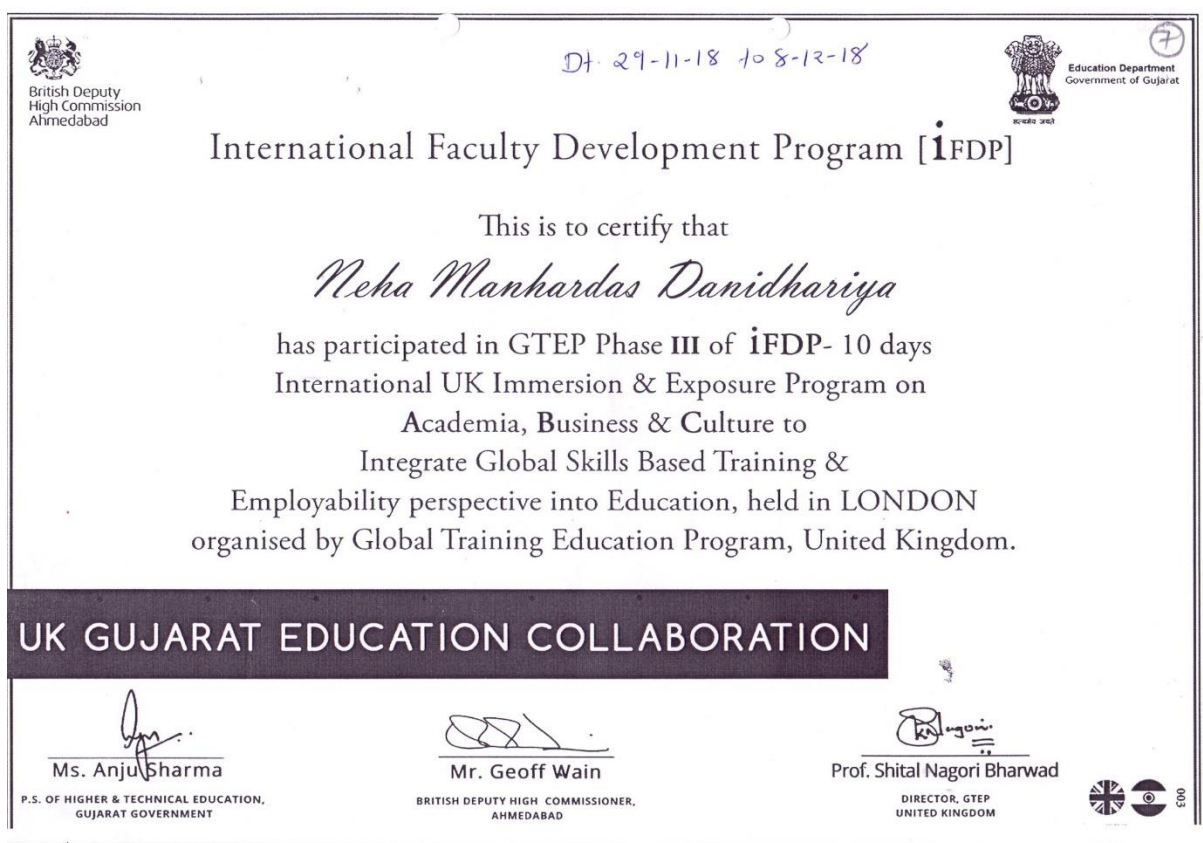 British Deputy
High Commission
Ahmedabad
Dt. 29-11-18 to 8-12-18
7
Education Department
Government of Gujarat
सत्यमेव जयते
International Faculty Development Program [iFDP]
This is to certify that
Neha Manhardas Danidhariya
has participated in GTEP Phase III of iFDP- 10 days
International UK Immersion & Exposure Program on
Academia, Business & Culture to
Integrate Global Skills Based Training &
Employability perspective into Education, held in LONDON
organised by Global Training Education Program, United Kingdom.
UK GUJARAT EDUCATION COLLABORATION
Ms. Anju Sharma
P.S. OF HIGHER & TECHNICAL EDUCATION,
GUJARAT GOVERNMENT
Mr. Geoff Wain
BRITISH DEPUTY HIGH COMMISSIONER,
AHMEDABAD
Prof. Shital Nagori Bharwad
DIRECTOR, GTEP
UNITED KINGDOM
003